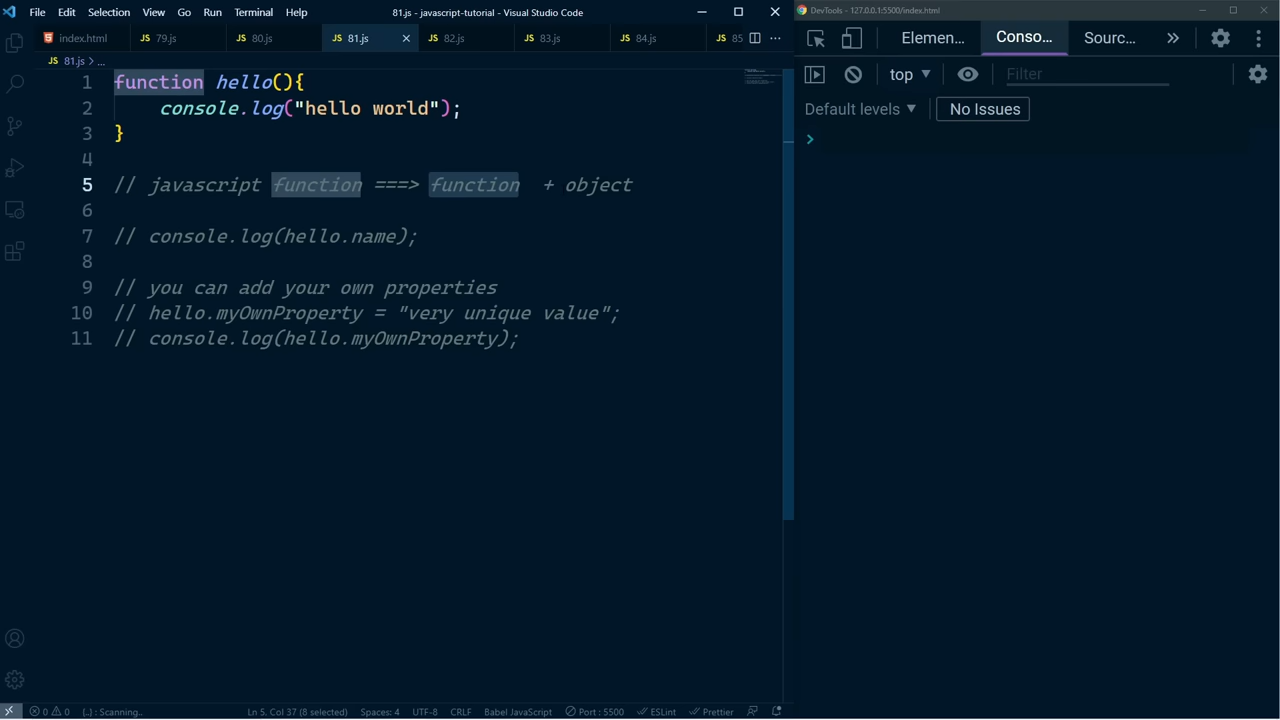 File Edit Selection View Go Run Terminal Help 81.js - javascript-tutorial - Visual Studio Code
index.html 79.js 80.js 81.js 82.js 83.js 84.js 85
81.js > ...
1 function hello(){
2 console.log("hello world");
3 }
4
5 // javascript function ===> function + object
6
7 // console.log(hello.name);
8
9 // you can add your own properties
10 // hello.myOwnProperty = "very unique value";
11 // console.log(hello.myOwnProperty);
0 0 {..} : Scanning.. Ln 5, Col 37 (8 selected) Spaces: 4 UTF-8 CRLF Babel JavaScript Port : 5500 ESLint Prettier
DevTools - 127.0.0.1:5500/index.html
Elemen... Conso... Sourc...
top Filter
Default levels No Issues
>